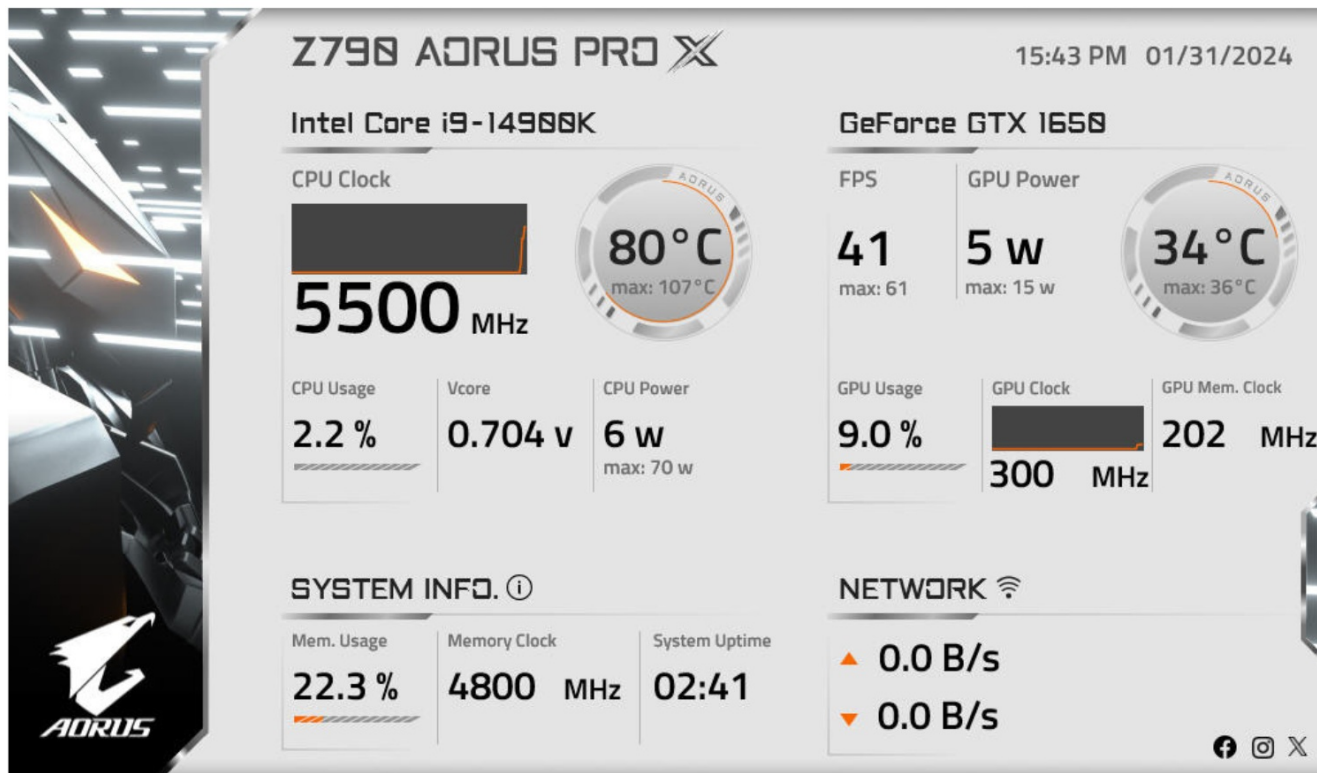 Z790 AORUS PRO X
15:43 PM 01/31/2024
Intel Core i9-14900K
CPU Clock
5500 MHz
AORUS
80°C
max: 107°C
CPU Usage
2.2 %
Vcore
0.704 v
CPU Power
6 w
max: 70 w
GeForce GTX 1650
FPS
41
max: 61
GPU Power
5 w
max: 15 w
AORUS
34°C
max: 36°C
GPU Usage
9.0 %
GPU Clock
300 MHz
GPU Mem. Clock
202 MHz
SYSTEM INFO.
Mem. Usage
22.3 %
Memory Clock
4800 MHz
System Uptime
02:41
NETWORK
0.0 B/s
0.0 B/s
AORUS